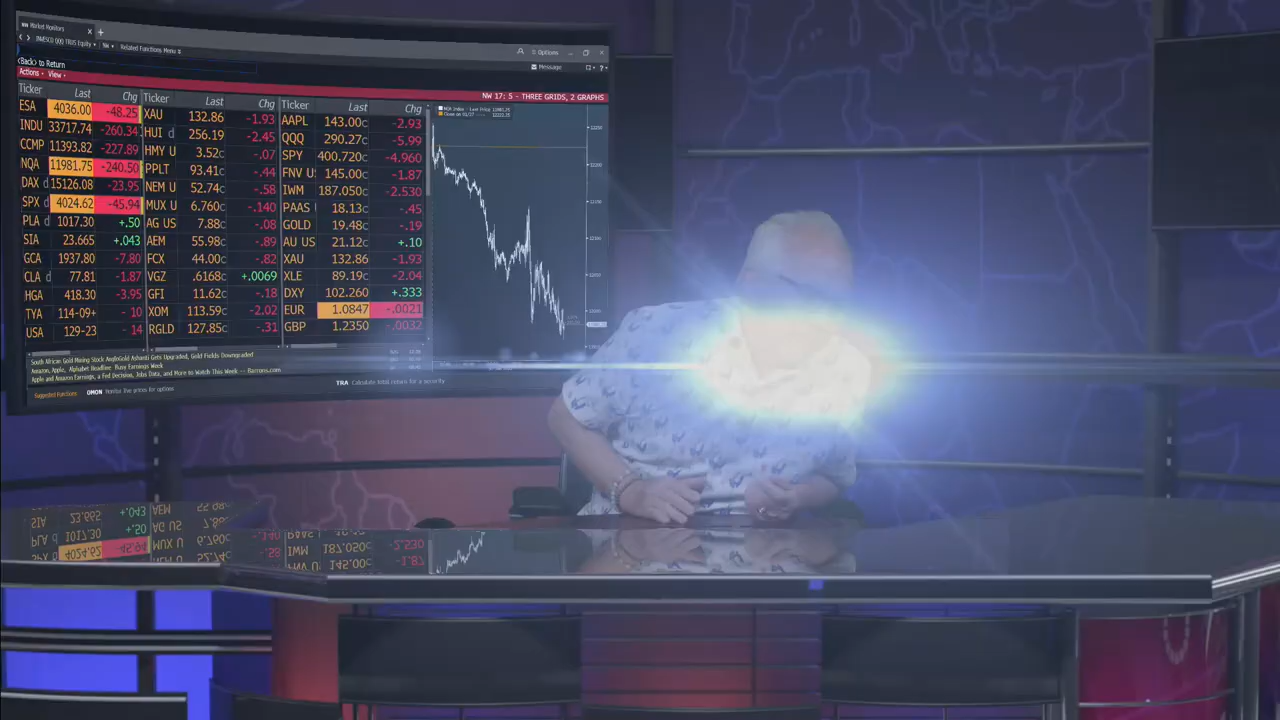 NW Market Monitors
INVESCO QQQ TRUS Equity NW Related Functions Menu
Options
<Back> to Return
Message
Actions View
NW 17: 5 - THREE GRIDS, 2 GRAPHS
Ticker Last Chg Ticker Last Chg Ticker Last Chg
ESA 4036.00 -48.25 XAU 132.86 -1.93 AAPL 143.00c -2.93
INDU 33717.74 -260.34 HUI d 256.19 -2.45 QQQ 290.27c -5.99
CCMP 11393.82 -227.89 HMY U 3.52c -.07 SPY 400.720c -4.960
NQA 11981.75 -240.50 PPLT 93.41c -.44 FNV U 145.00c -1.87
DAX d 15126.08 -23.95 NEM U 52.74c -.58 IWM 187.050c -2.530
SPX d 4024.62 -45.94 MUX U 6.760c -.140 PAAS 18.13c -.45
PLA d 1017.30 +.50 AG US 7.88c -.08 GOLD 19.48c -.19
SIA 23.665 +.043 AEM 55.98c -.89 AU US 21.12c +.10
GCA 1937.80 -7.80 FCX 44.00c -.82 XAU 132.86 -1.93
CLA d 77.81 -1.87 VGZ .6168c +.0069 XLE 89.19c -2.04
HGA 418.30 -3.95 GFI 11.62c -.18 DXY 102.260 +.333
TYA 114-09+ - 10 XOM 113.59c -2.02 EUR 1.0847 -.0021
USA 129-23 - 14 RGLD 127.85c -.31 GBP 1.2350 -.0032
South African Gold Mining Stock AngloGold Ashanti Gets Upgraded, Gold Fields Downgraded
Amazon, Apple, Alphabet Headline Busy Earnings Week
Apple and Amazon Earnings, a Fed Decision, Jobs Data, and More to Watch This Week -- Barrons.com
Suggested Functions OMON Monitor live prices for options TRA Calculate total return for a security